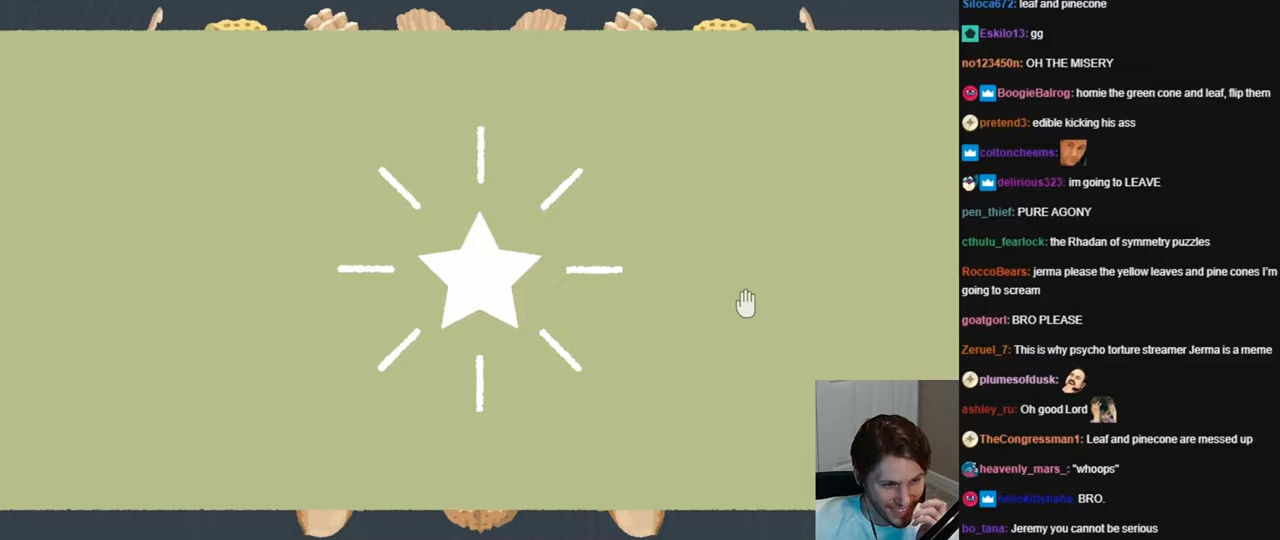 Siloca672: leaf and pinecone
Eskilo13: gg
no123450n: OH THE MISERY
BoogieBalrog: homie the green cone and leaf, flip them
pretend3: edible kicking his ass
coltoncheems:
delirious323: im going to LEAVE
pen_thief: PURE AGONY
cthulu_fearlock: the Rhadan of symmetry puzzles
RoccoBears: jerma please the yellow leaves and pine cones I'm
going to scream
goatgorl: BRO PLEASE
Zeruel_7: This is why psycho torture streamer Jerma is a meme
plumesofdusk:
ashley_ru: Oh good Lord
TheCongressman1: Leaf and pinecone are messed up
heavenly_mars_: "whoops"
helloKittynaha: BRO.
bo_tana: Jeremy you cannot be serious